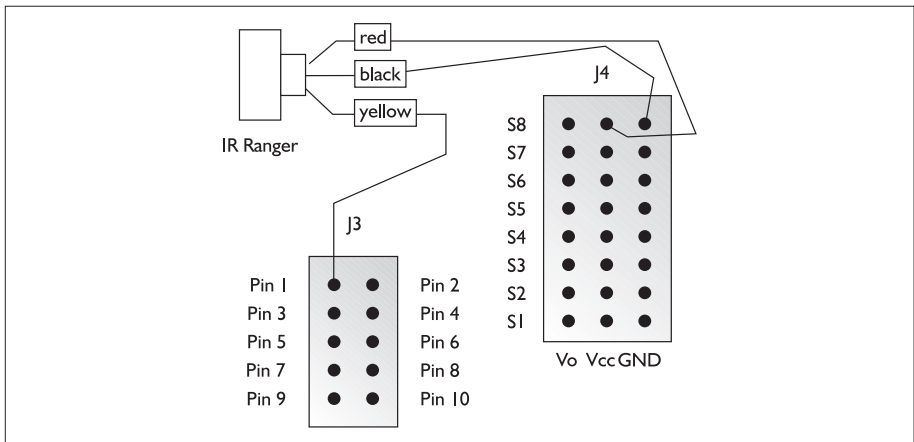 red
black
yellow
IR Ranger
J4
S8
S7
S6
S5
S4
S3
S2
S1
Vo Vcc GND
J3
Pin 1 Pin 2
Pin 3 Pin 4
Pin 5 Pin 6
Pin 7 Pin 8
Pin 9 Pin 10